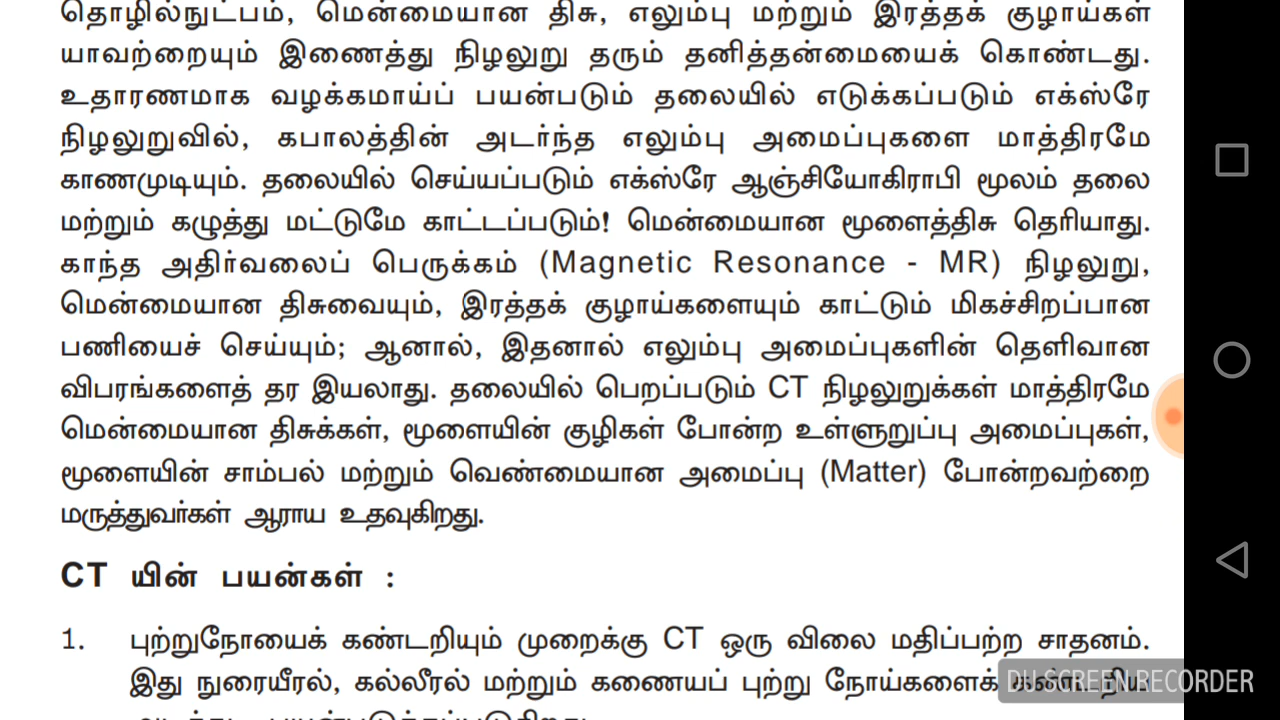 தொழில்நுட்பம், மென்மையான திசு, எலும்பு மற்றும் இரத்தக் குழாய்கள்
யாவற்றையும் இணைத்து நிழலுறு தரும் தனித்தன்மையைக் கொண்டது.
உதாரணமாக வழக்கமாய்ப் பயன்படும் தலையில் எடுக்கப்படும் எக்ஸ்ரே
நிழலுறுவில், கபாலத்தின் அடர்ந்த எலும்பு அமைப்புகளை மாத்திரமே
காணமுடியும். தலையில் செய்யப்படும் எக்ஸ்ரே ஆஞ்சியோகிராபி மூலம் தலை
மற்றும் கழுத்து மட்டுமே காட்டப்படும்! மென்மையான மூளைத்திசு தெரியாது.
காந்த அதிர்வலைப் பெருக்கம் (Magnetic Resonance - MR) நிழலுறு,
மென்மையான திசுவையும், இரத்தக் குழாய்களையும் காட்டும் மிகச்சிறப்பான
பணியைச் செய்யும்; ஆனால், இதனால் எலும்பு அமைப்புகளின் தெளிவான
விபரங்களைத் தர இயலாது. தலையில் பெறப்படும் CT நிழலுறுக்கள் மாத்திரமே
மென்மையான திசுக்கள், மூளையின் குழிகள் போன்ற உள்ளுறுப்பு அமைப்புகள்,
மூளையின் சாம்பல் மற்றும் வெண்மையான அமைப்பு (Matter) போன்றவற்றை
மருத்துவர்கள் ஆராய உதவுகிறது.
CT யின் பயன்கள் :
1. புற்றுநோயைக் கண்டறியும் முறைக்கு CT ஒரு விலை மதிப்பற்ற சாதனம்.
இது நுரையீரல், கல்லீரல் மற்றும் கணையப் புற்று நோய்களைக்
DU SCREEN RECORDER